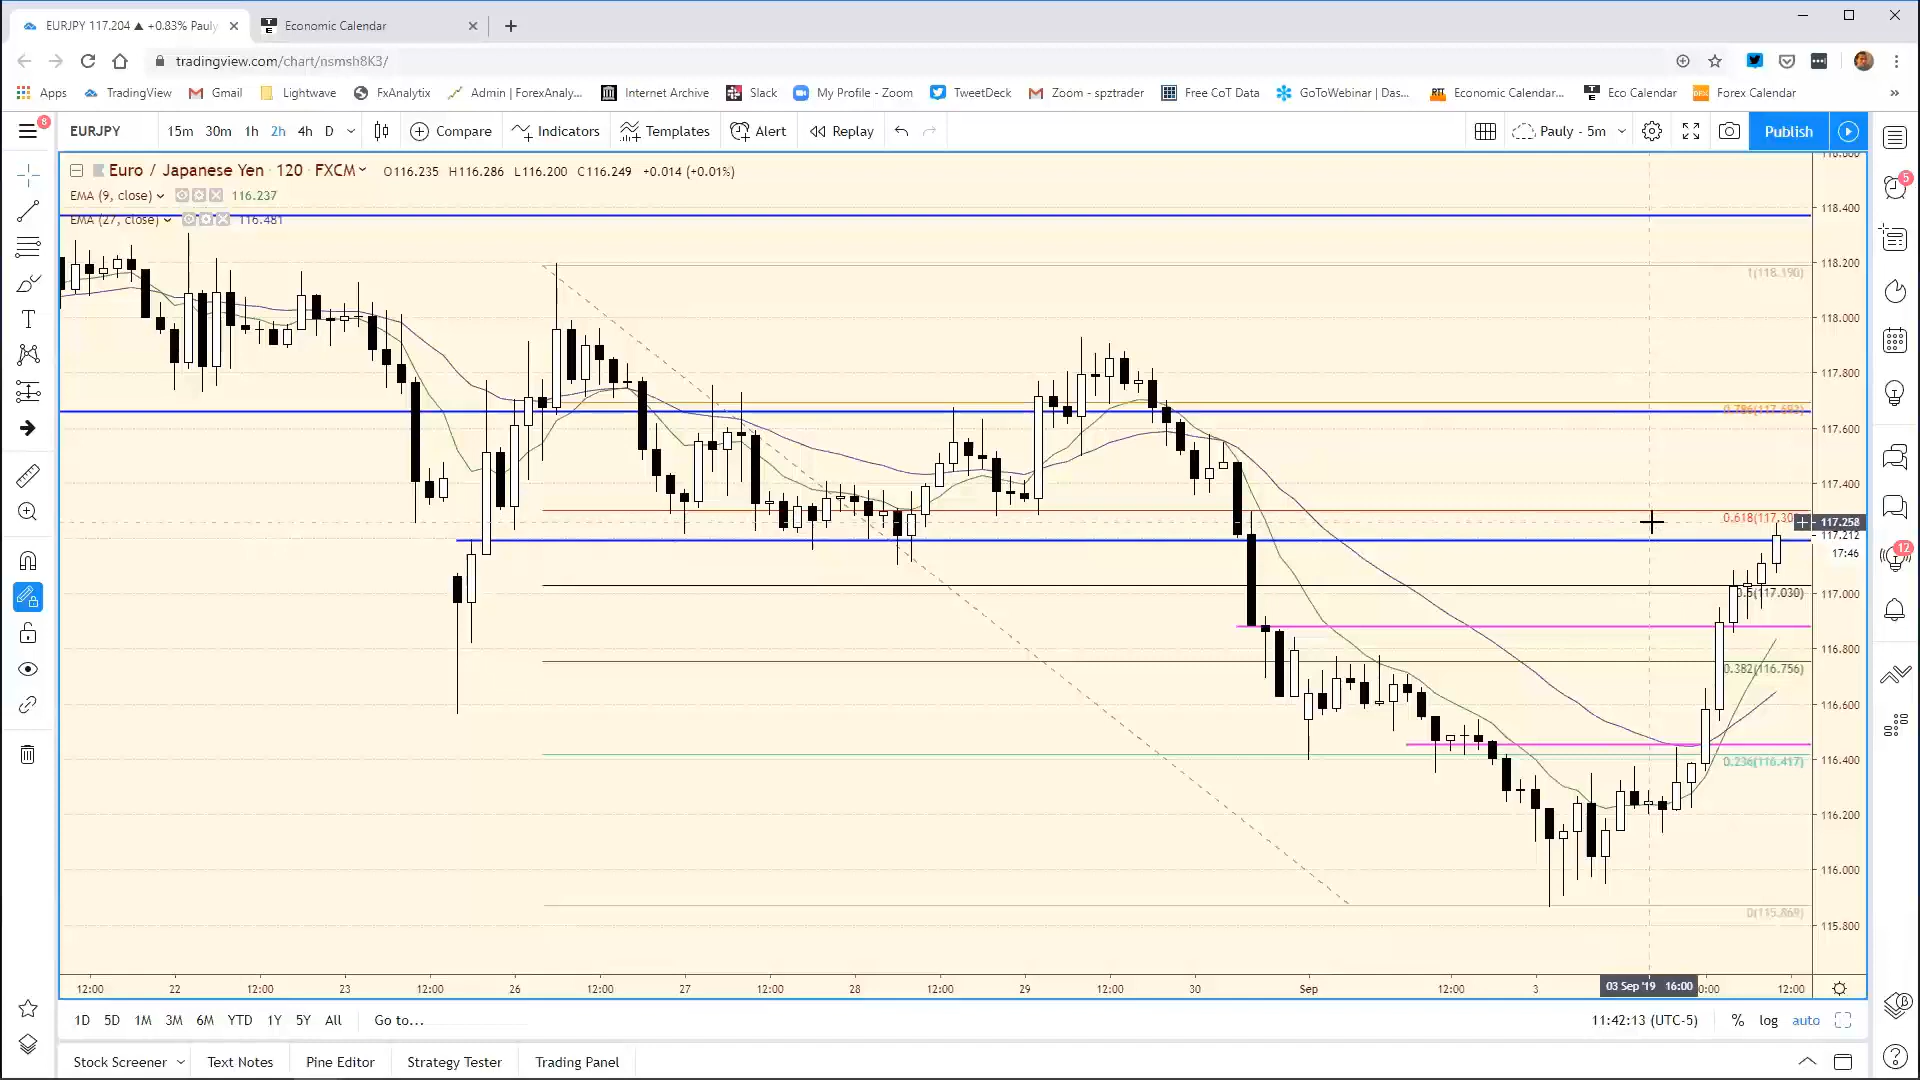 EURJPY 117.204 ▲ +0.83% Pauly
Economic Calendar
tradingview.com/chart/nsmsh8K3/
Apps TradingView Gmail Lightwave FxAnalytix Admin | ForexAnaly... Internet Archive Slack My Profile - Zoom TweetDeck Zoom - spztrader Free CoT Data GoToWebinar | Das... Economic Calendar... Eco Calendar Forex Calendar »
8 EURJPY 15m 30m 1h 2h 4h D Compare Indicators Templates Alert Replay Pauly - 5m Publish
Euro / Japanese Yen · 120 · FXCM O116.235 H116.286 L116.200 C116.249 +0.014 (+0.01%)
EMA (9, close) 116.237
EMA (27, close) 116.481
5
118.400
118.200
1(118.190)
118.000
117.800
0.786(117.692)
117.600
117.400
0.618(117.30
117.258
117.212
17:46
12
117.000
0.5(117.030)
116.800
0.382(116.756)
116.600
116.400
0.236(116.417)
116.200
116.000
0(115.869)
115.800
12:00 22 12:00 23 12:00 26 12:00 27 12:00 28 12:00 29 12:00 30 Sep 12:00 3 03 Sep '19 16:00 12:00
1D 5D 1M 3M 6M YTD 1Y 5Y All Go to... 11:42:13 (UTC-5) % log auto
Stock Screener Text Notes Pine Editor Strategy Tester Trading Panel